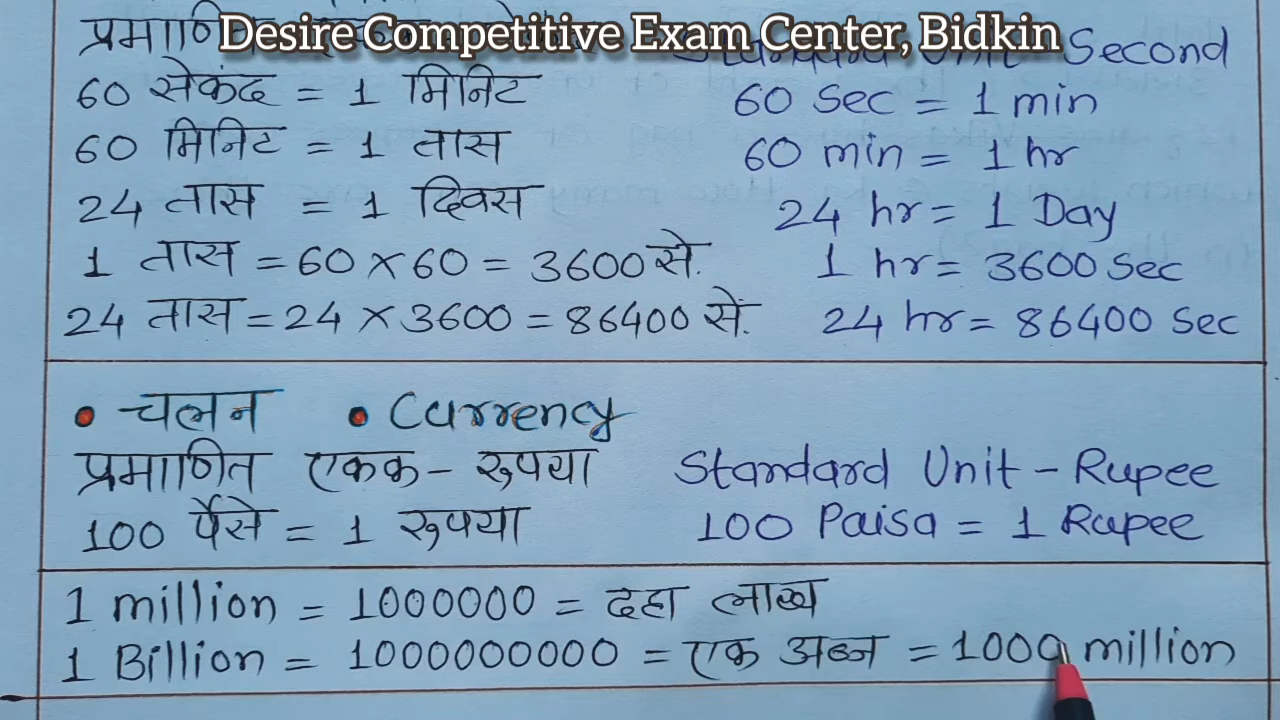 Desire Competitive Exam Center, Bidkin
प्रमाणि Second
60 सेकंद = 1 मिनिट 60 Sec = 1 min
60 मिनिट = 1 तास 60 min = 1 hr
24 तास = 1 दिवस 24 hr = 1 Day
1 तास = 60 × 60 = 3600 से. 1 hr = 3600 Sec
24 तास = 24 × 3600 = 86400 सें. 24 hr = 86400 Sec
• चलन • Currency
प्रमाणित एकक - रुपया Standard Unit - Rupee
100 पैसे = 1 रुपया 100 Paisa = 1 Rupee
1 million = 1000000 = दहा लाख
1 Billion = 1000000000 = एक अब्ज = 1000 million